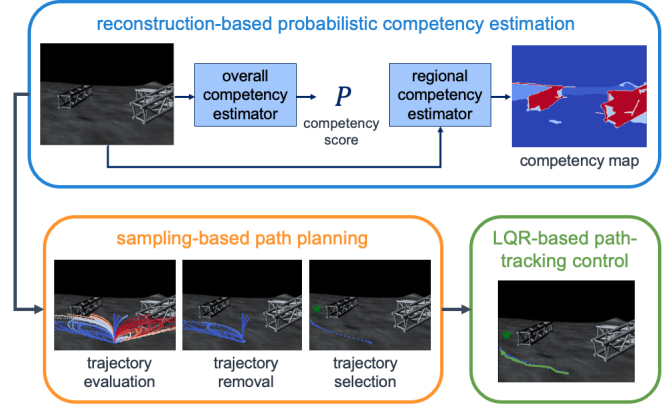 reconstruction-based probabilistic competency estimation
overall
competency
estimator
P
competency
score
regional
competency
estimator
competency map
sampling-based path planning
trajectory
evaluation
trajectory
removal
trajectory
selection
LQR-based path-
tracking control